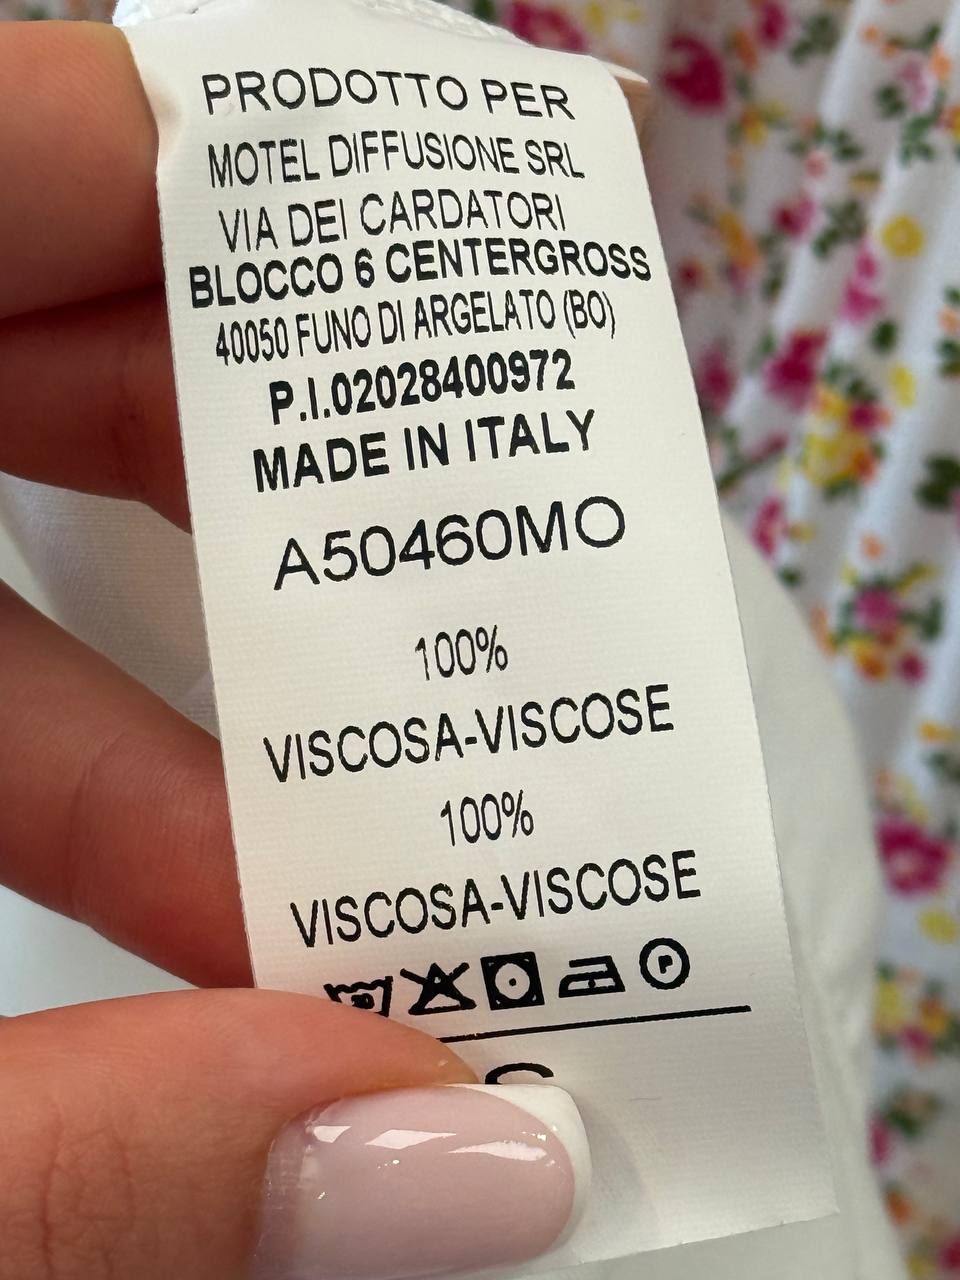 PRODOTTO PER
MOTEL DIFFUSIONE SRL
VIA DEI CARDATORI
BLOCCO 6 CENTERGROSS
40050 FUNO DI ARGELATO (BO)
P.I.02028400972
MADE IN ITALY
A50460MO
100%
VISCOSA-VISCOSE
100%
VISCOSA-VISCOSE
P